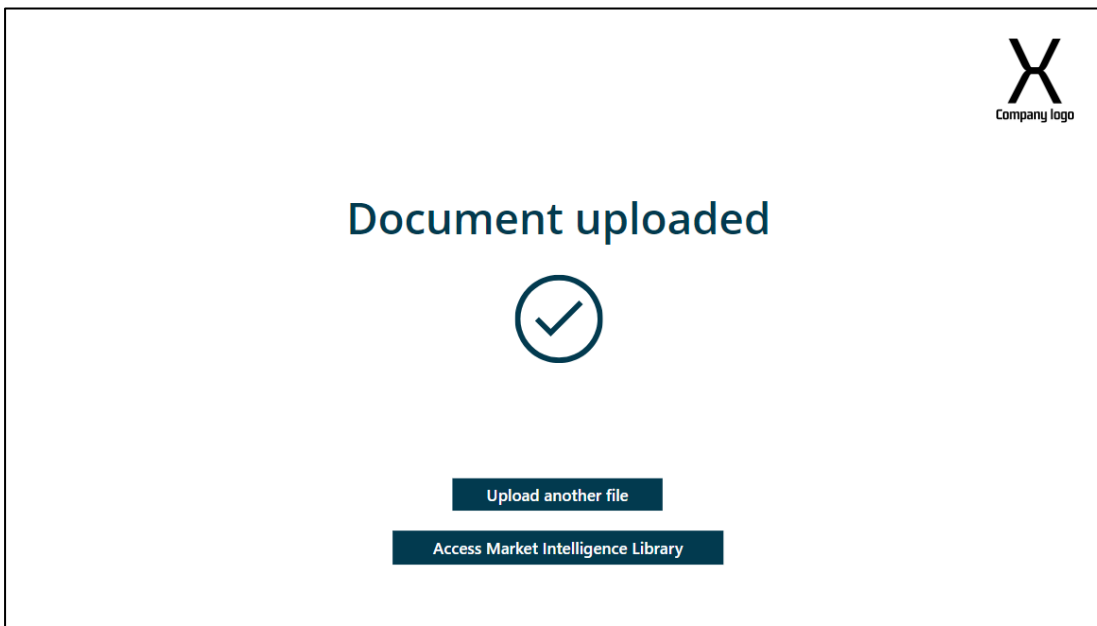 Company logo
Document uploaded
Upload another file
Access Market Intelligence Library